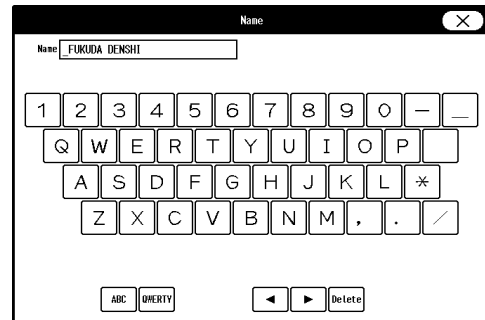 Name
Name _FUKUDA DENSHI
1 2 3 4 5 6 7 8 9 0 — _
Q W E R T Y U I O P
A S D F G H J K L *
Z X C V B N M , . /
ABC QWERTY ◄ ► Delete